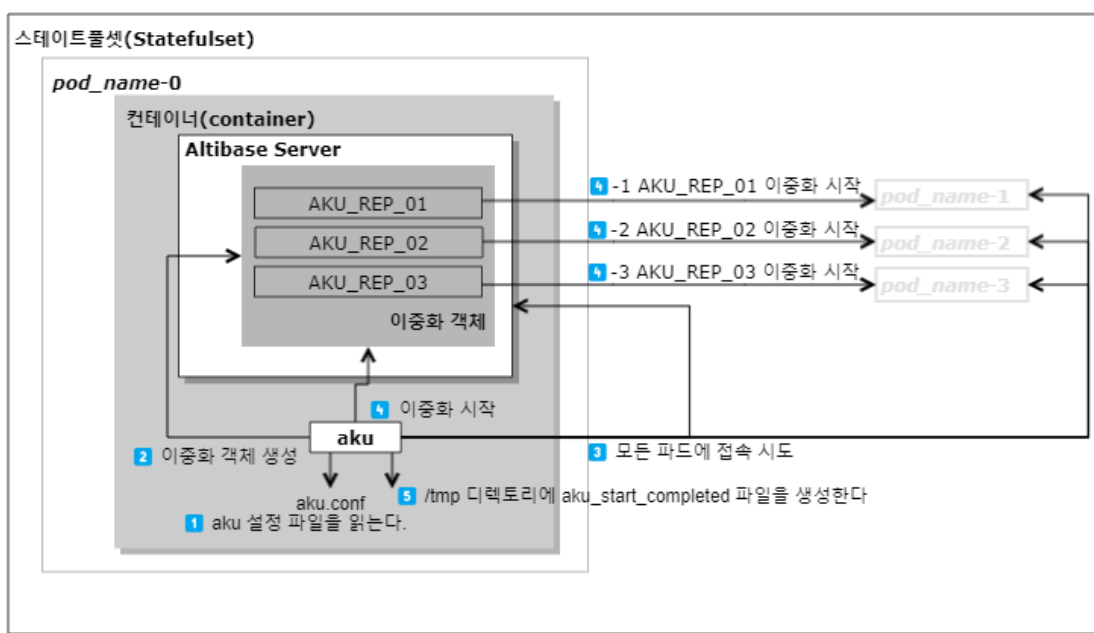 스테이트풀셋(Statefulset)
pod_name-0
컨테이너(container)
Altibase Server
AKU_REP_01
AKU_REP_02
AKU_REP_03
이중화 객체
4 -1 AKU_REP_01 이중화 시작
4 -2 AKU_REP_02 이중화 시작
4 -3 AKU_REP_03 이중화 시작
pod_name-1
pod_name-2
pod_name-3
4 이중화 시작
aku
2 이중화 객체 생성
3 모든 파드에 접속 시도
aku.conf
5 /tmp 디렉토리에 aku_start_completed 파일을 생성한다
1 aku 설정 파일을 읽는다.